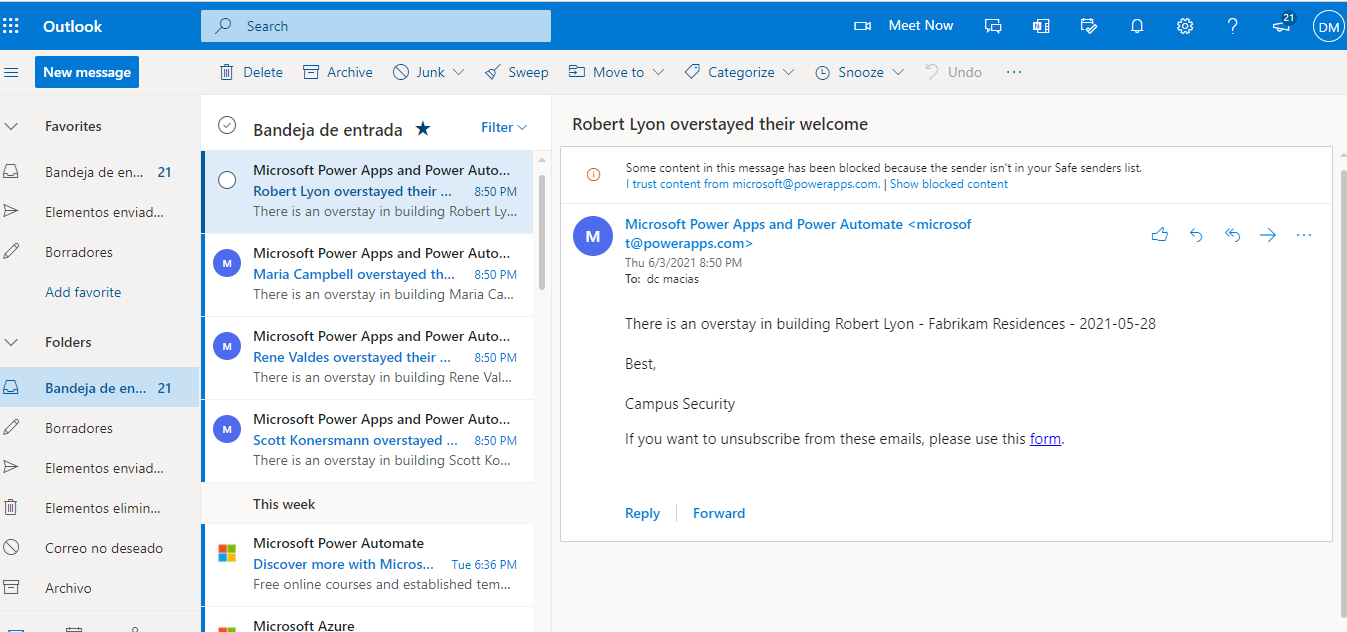 Outlook
Search
Meet Now
21
DM
New message
Delete
Archive
Junk
Sweep
Move to
Categorize
Snooze
Undo
Favorites
Bandeja de en... 21
Elementos enviad...
Borradores
Add favorite
Folders
Bandeja de en... 21
Borradores
Elementos enviad...
Elementos elimin...
Correo no deseado
Archivo
Bandeja de entrada
Filter
Microsoft Power Apps and Power Auto...
Robert Lyon overstayed their ... 8:50 PM
There is an overstay in building Robert Ly...
M
Microsoft Power Apps and Power Auto...
Maria Campbell overstayed th... 8:50 PM
There is an overstay in building Maria Ca...
M
Microsoft Power Apps and Power Auto...
Rene Valdes overstayed their ... 8:50 PM
There is an overstay in building Rene Val...
M
Microsoft Power Apps and Power Auto...
Scott Konersmann overstayed ... 8:50 PM
There is an overstay in building Scott Ko...
This week
Microsoft Power Automate
Discover more with Micros... Tue 6:36 PM
Free online courses and established tem...
Microsoft Azure
Robert Lyon overstayed their welcome
Some content in this message has been blocked because the sender isn't in your Safe senders list.
I trust content from microsoft@powerapps.com. | Show blocked content
M
Microsoft Power Apps and Power Automate <microsof
t@powerapps.com>
Thu 6/3/2021 8:50 PM
To: dc macias
There is an overstay in building Robert Lyon - Fabrikam Residences - 2021-05-28
Best,
Campus Security
If you want to unsubscribe from these emails, please use this form.
Reply
Forward